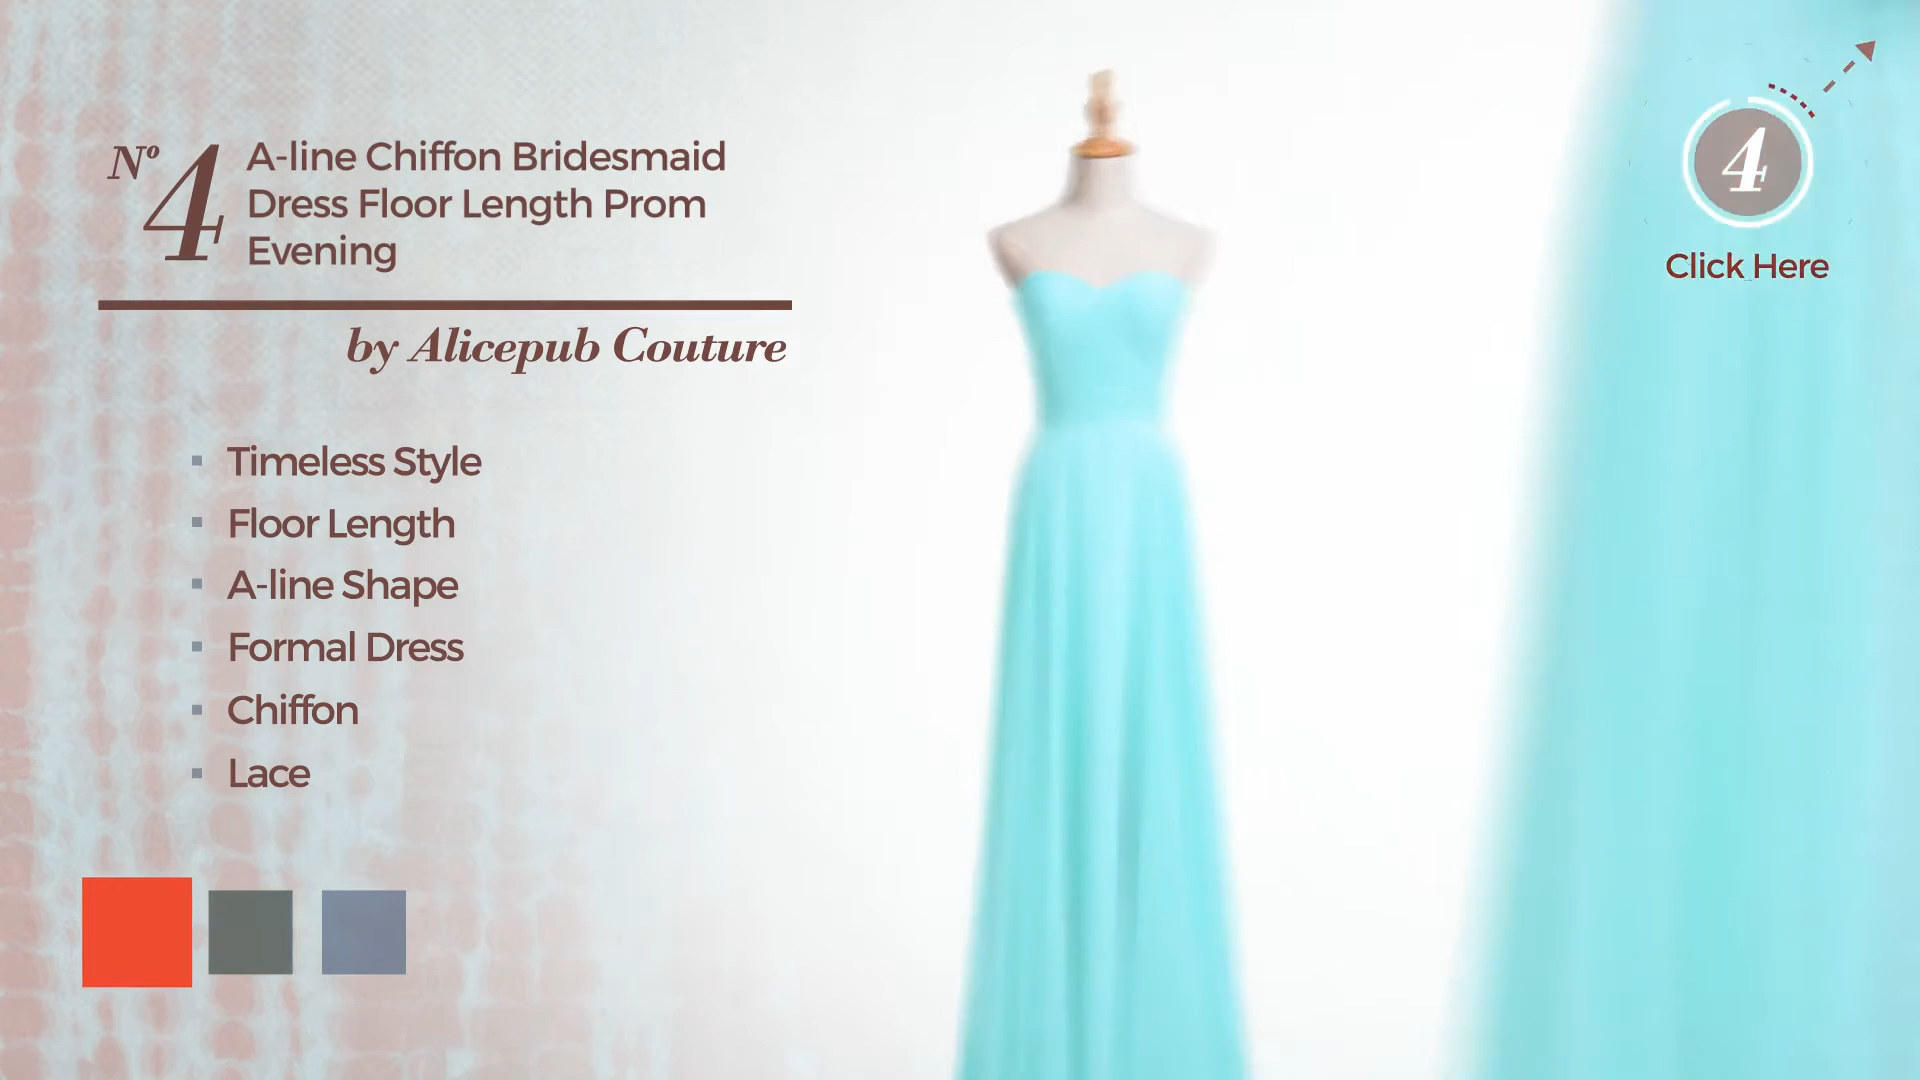 Nº 4
A-line Chiffon Bridesmaid
Dress Floor Length Prom
Evening
by Alicepub Couture
Timeless Style
Floor Length
A-line Shape
Formal Dress
Chiffon
Lace
4
Click Here